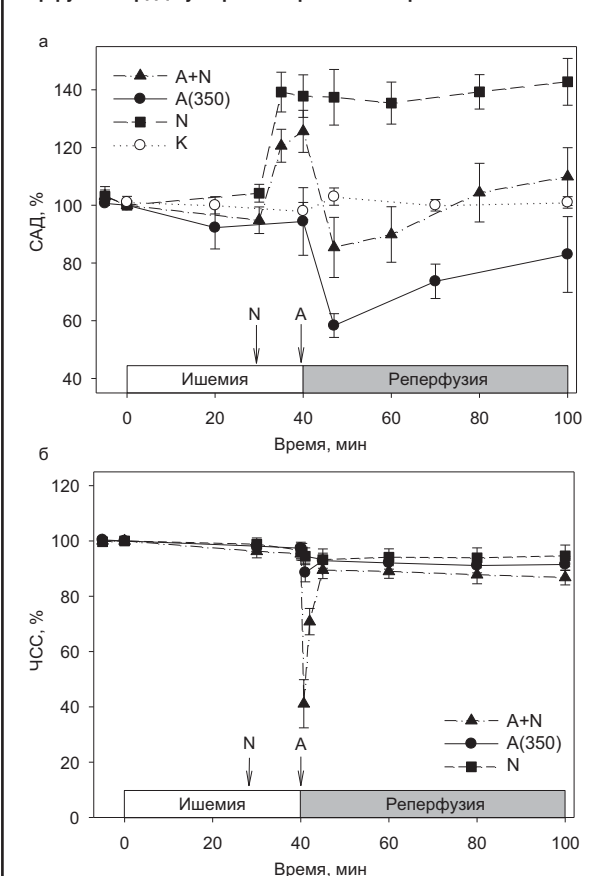 а
140
120
100
80
60
40
САД, %
A+N
A(350)
N
K
N
A
Ишемия
Реперфузия
0
20
40
60
80
100
Время, мин
б
120
100
80
60
40
20
0
ЧСС, %
A+N
A(350)
N
N
A
Ишемия
Реперфузия
0
20
40
60
80
100
Время, мин